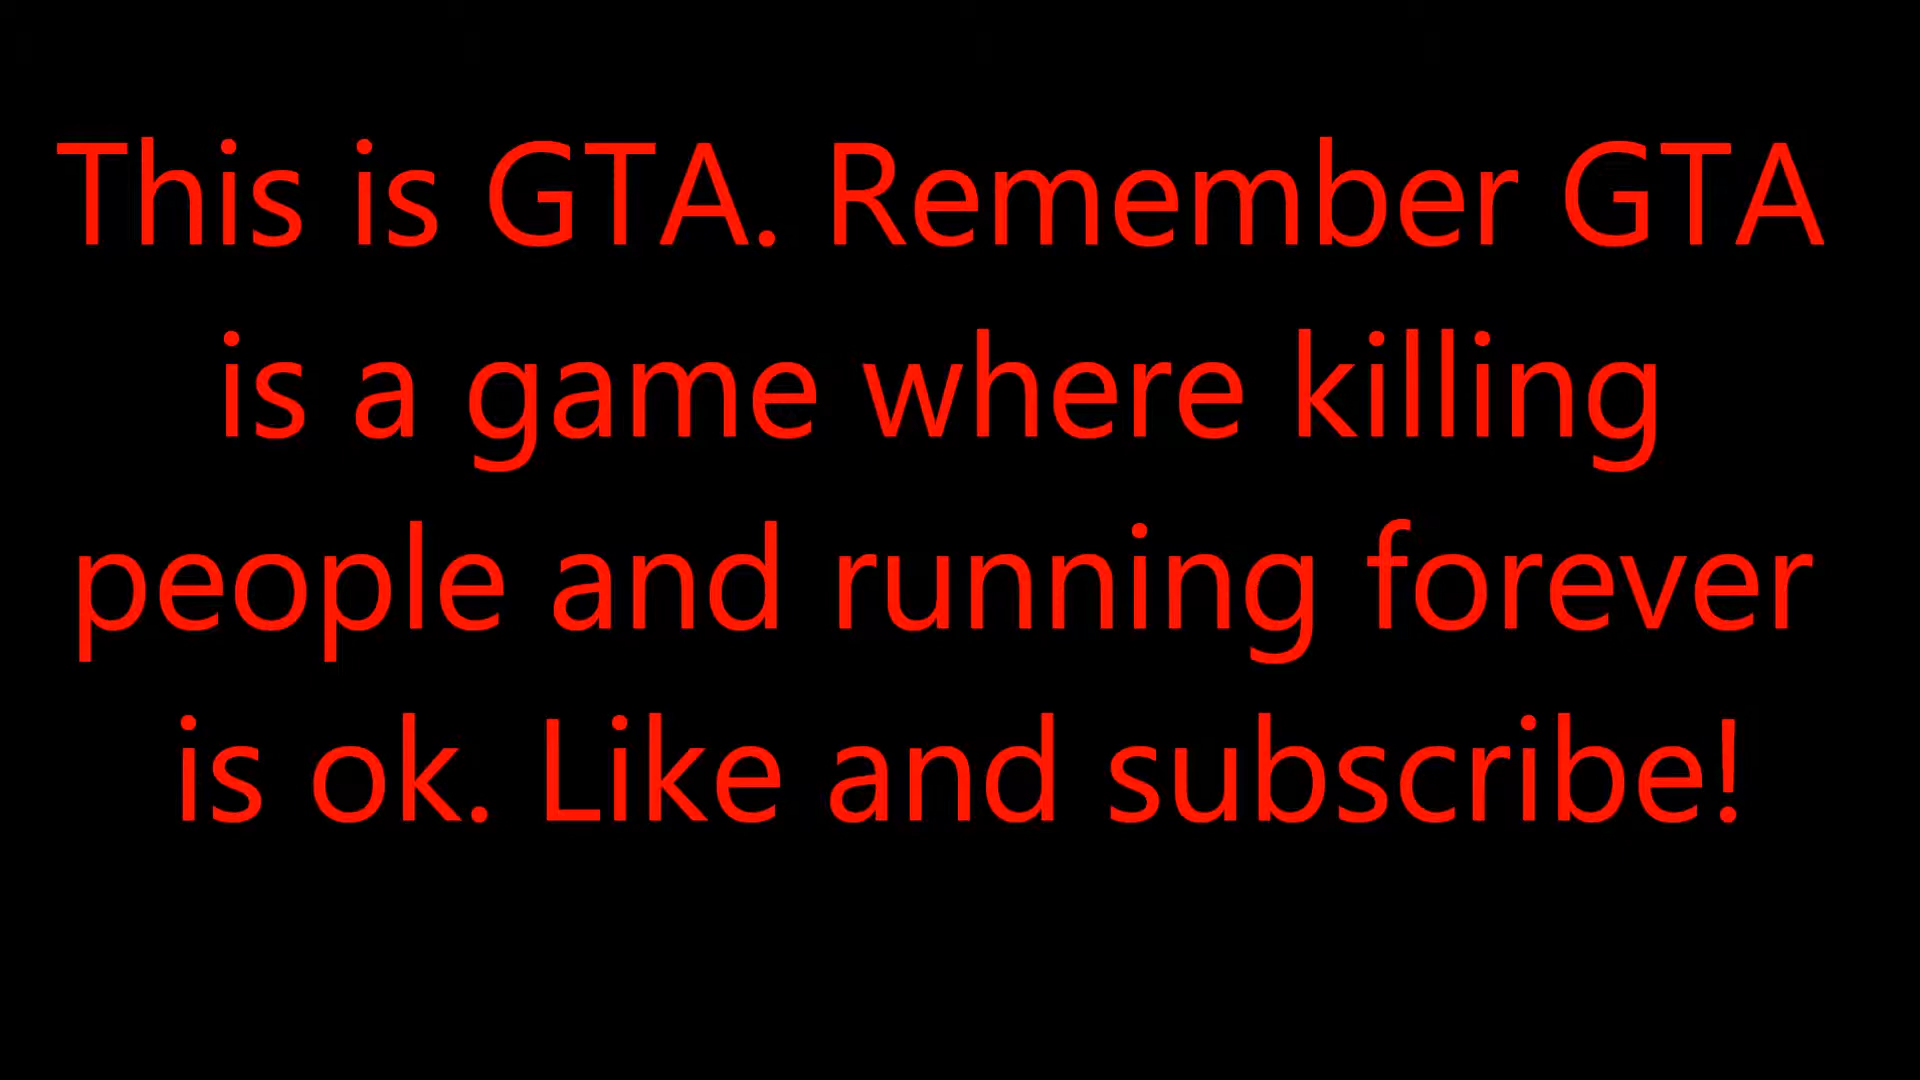 This is GTA. Remember GTA
is a game where killing
people and running forever
is ok. Like and subscribe!